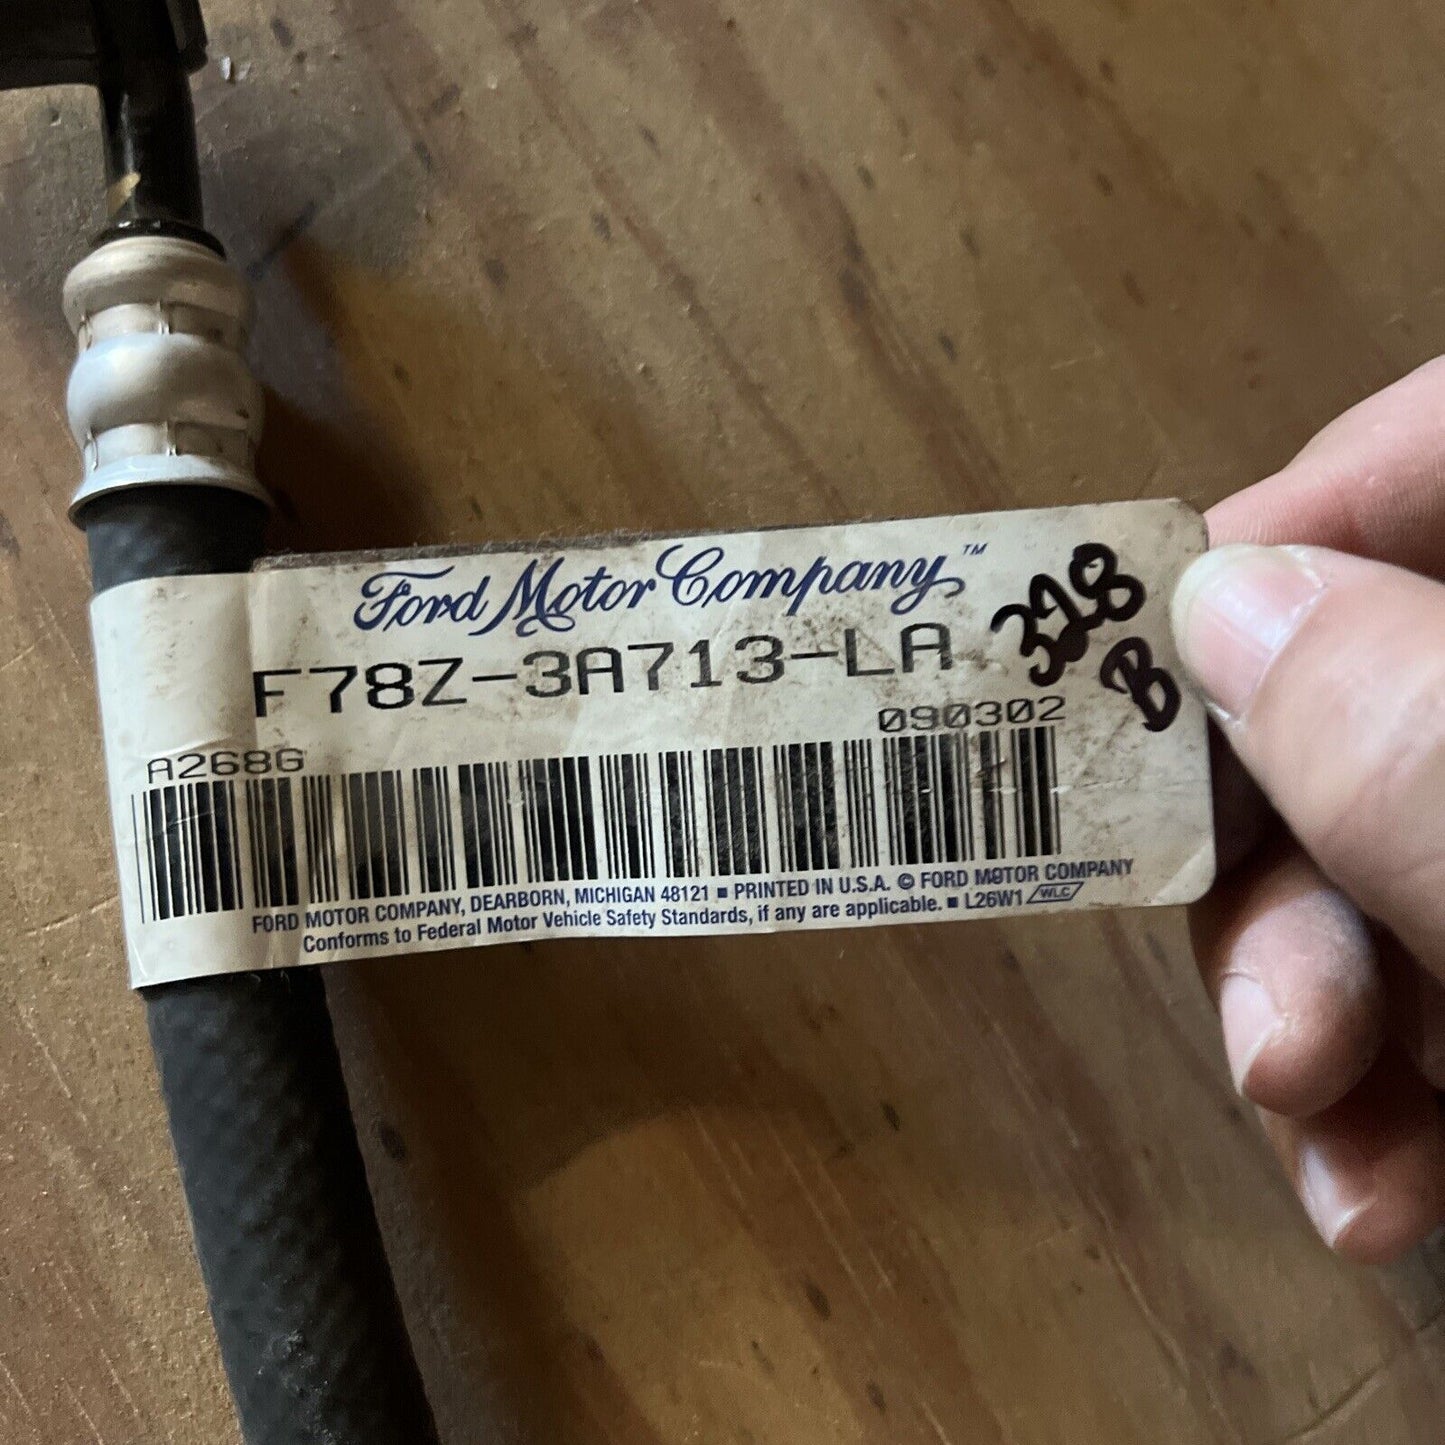 Ford Motor Company™
F78Z-3A713-LA
328
B
090302
A268G
FORD MOTOR COMPANY, DEARBORN, MICHIGAN 48121 ■ PRINTED IN U.S.A. © FORD MOTOR COMPANY
Conforms to Federal Motor Vehicle Safety Standards, if any are applicable. ■ L26W1 WLC